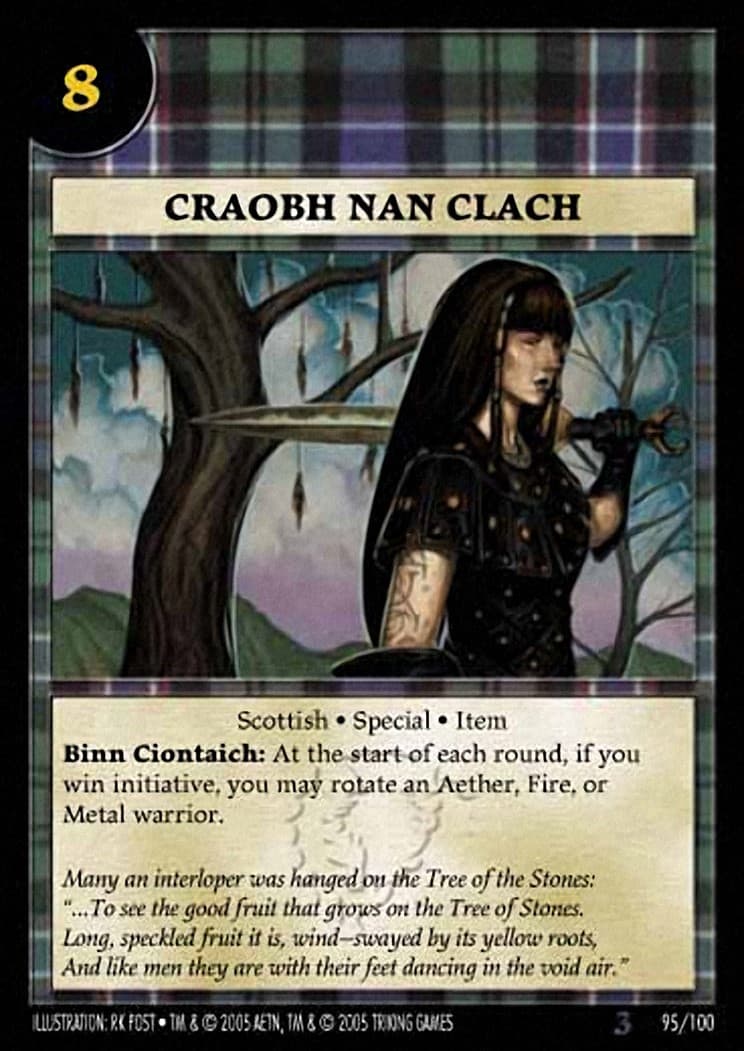 8
CRAOBH NAN CLACH
Scottish • Special • Item
Binn Ciontaich: At the start of each round, if you
win initiative, you may rotate an Aether, Fire, or
Metal warrior.
Many an interloper was hanged on the Tree of the Stones:
“...To see the good fruit that grows on the Tree of Stones.
Long, speckled fruit it is, wind–swayed by its yellow roots,
And like men they are with their feet dancing in the void air.”
ILLUSTRATION: RK POST • TM & © 2005 AETN, TM & © 2005 TRIKING GAMES
3 95/100